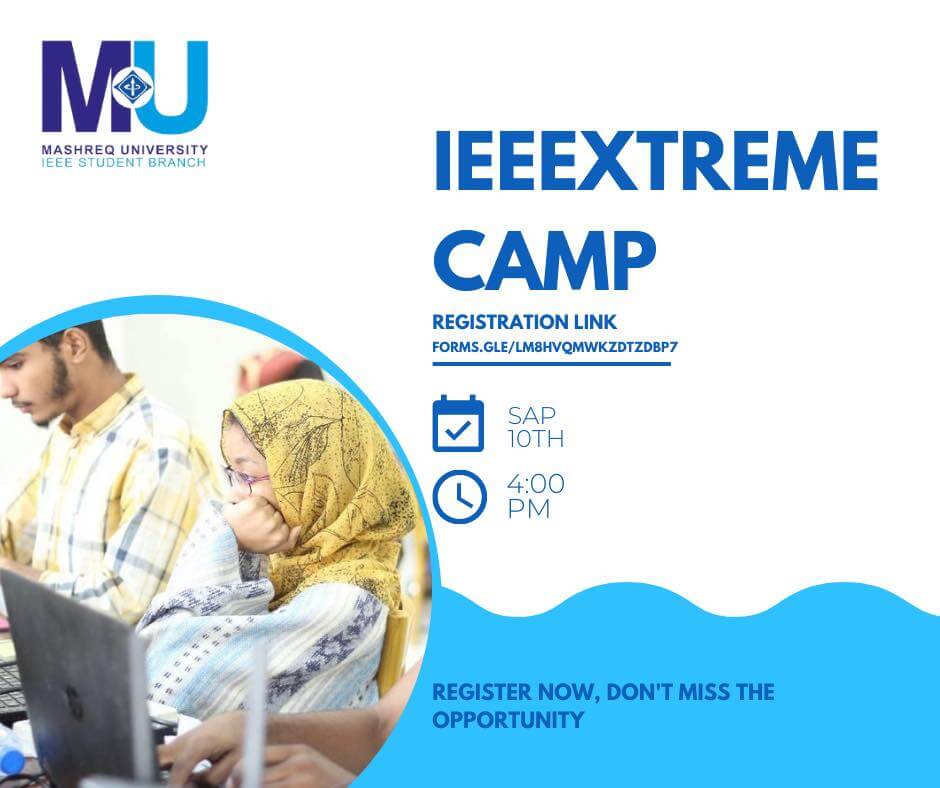 MU
MASHREQ UNIVERSITY
IEEE STUDENT BRANCH
IEEEXTREME
CAMP
REGISTRATION LINK
FORMS.GLE/LM8HVQMWKZDTZDBP7
SAP
10TH
4:00
PM
REGISTER NOW, DON'T MISS THE
OPPORTUNITY